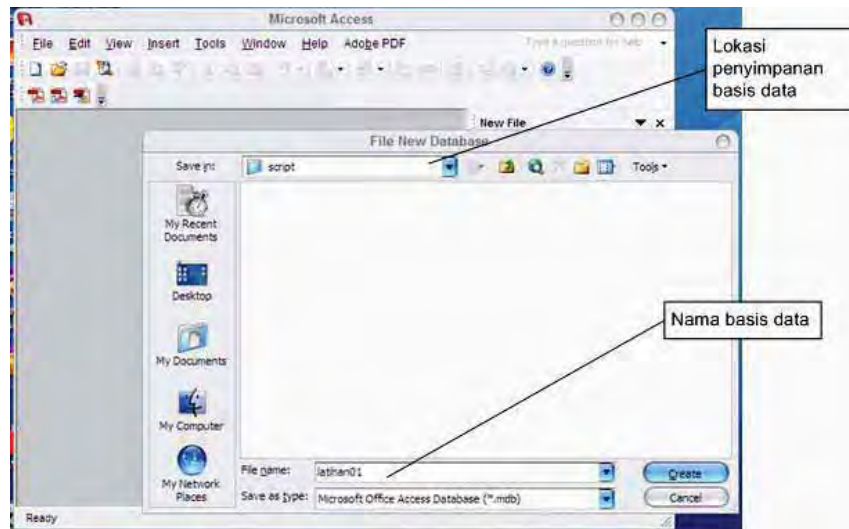 Microsoft Access
File Edit View Insert Tools Window Help Adobe PDF
Type a question for help
Lokasi
penyimpanan
basis data
New File
File New Database
Save in:
script
Tools
My Recent
Documents
Desktop
My Documents
My Computer
My Network
Places
Nama basis data
File name:
latihan01
Create
Save as type:
Microsoft Office Access Database (*.mdb)
Cancel
Ready